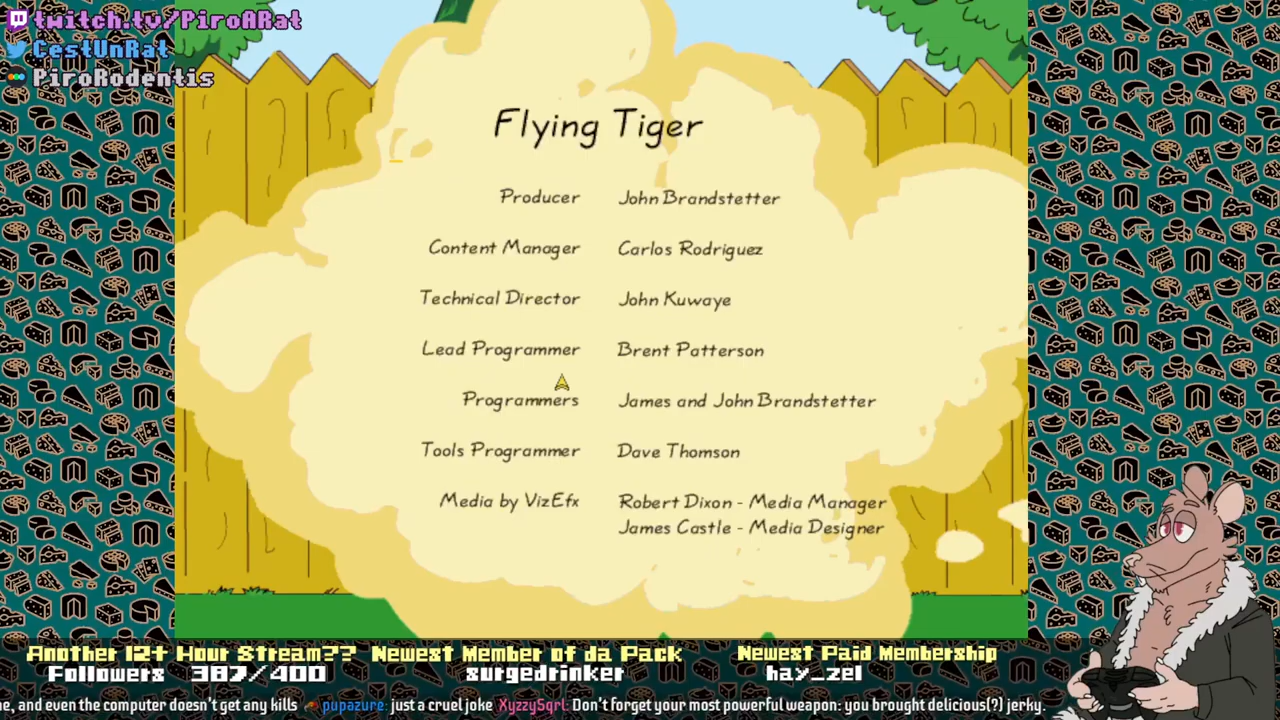 twitch.tv/PiroARat
CestUnRat
PiroRodentis
Flying Tiger
Producer John Brandstetter
Content Manager Carlos Rodriguez
Technical Director John Kuwaye
Lead Programmer Brent Patterson
Programmers James and John Brandstetter
Tools Programmer Dave Thomson
Media by VizEfx Robert Dixon - Media Manager
James Castle - Media Designer
Another 12+ Hour Stream?? Newest Member of da Pack Newest Paid Membership
Followers 387/400 surgedrinker hay_zel
e, and even the computer doesn't get any kills pupazure: just a cruel joke XyzzySqrl: Don't forget your most powerful weapon: you brought delicious(?) jerky.